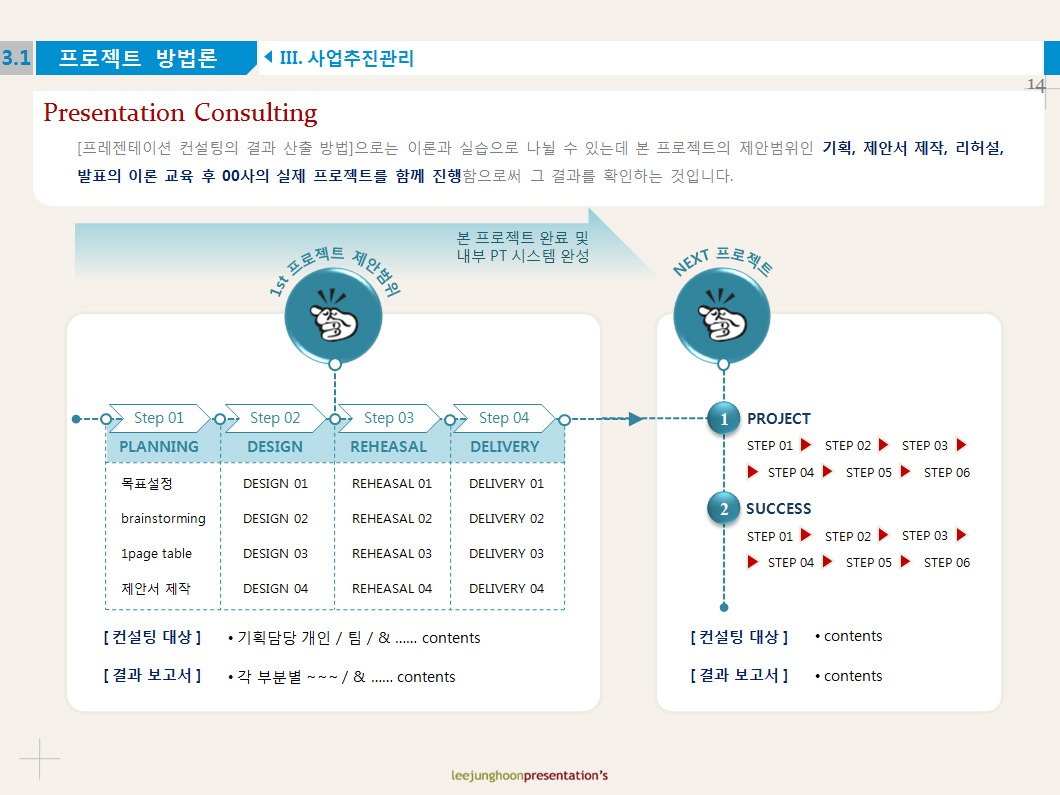 3.1 프로젝트 방법론 III. 사업추진관리
14
Presentation Consulting
[프레젠테이션 컨설팅의 결과 산출 방법]으로는 이론과 실습으로 나뉠 수 있는데 본 프로젝트의 제안범위인 기획, 제안서 제작, 리허설,
발표의 이론 교육 후 00사의 실제 프로젝트를 함께 진행함으로써 그 결과를 확인하는 것입니다.
본 프로젝트 완료 및
내부 PT 시스템 완성
1st 프로젝트 제안범위
Step 01 Step 02 Step 03 Step 04
PLANNING DESIGN REHEASAL DELIVERY
목표설정 DESIGN 01 REHEASAL 01 DELIVERY 01
brainstorming DESIGN 02 REHEASAL 02 DELIVERY 02
1page table DESIGN 03 REHEASAL 03 DELIVERY 03
제안서 제작 DESIGN 04 REHEASAL 04 DELIVERY 04
[ 컨설팅 대상 ] • 기획담당 개인 / 팀 / & …… contents
[ 결과 보고서 ] • 각 부분별 ~~~ / & …… contents
NEXT 프로젝트
1 PROJECT
STEP 01 STEP 02 STEP 03
STEP 04 STEP 05 STEP 06
2 SUCCESS
STEP 01 STEP 02 STEP 03
STEP 04 STEP 05 STEP 06
[ 컨설팅 대상 ] • contents
[ 결과 보고서 ] • contents
leejunghoonpresentation's